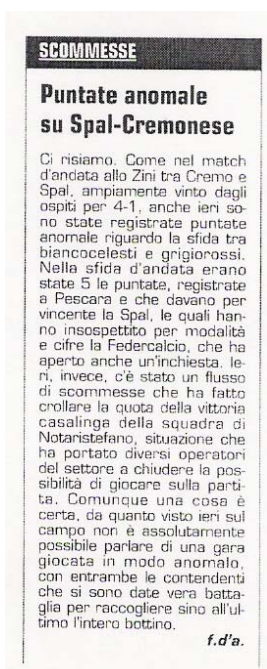 SCOMMESSE
Puntate anomale
su Spal-Cremonese
Ci risiamo. Come nel match
d'andata allo Zini tra Cremo e
Spal, ampiamente vinto dagli
ospiti per 4-1, anche ieri so-
no state registrate puntate
anomale riguardo la sfida tra
biancocelesti e grigiorossi.
Nella sfida d'andata erano
state 5 le puntate, registrate
a Pescara e che davano per
vincente la Spal, le quali han-
no insospettito per modalità
e cifre la Federcalcio, che ha
aperto anche un'inchiesta. Ie-
ri, invece, c'è stato un flusso
di scommesse che ha fatto
crollare la quota della vittoria
casalinga della squadra di
Notaristefano, situazione che
ha portato diversi operatori
del settore a chiudere la pos-
sibilità di giocare sulla parti-
ta. Comunque una cosa è
certa, da quanto visto ieri sul
campo non è assolutamente
possibile parlare di una gara
giocata in modo anomalo,
con entrambe le contendenti
che si sono date vera batta-
glia per raccogliere sino all'ul-
timo l'intero bottino.
f.d'a.